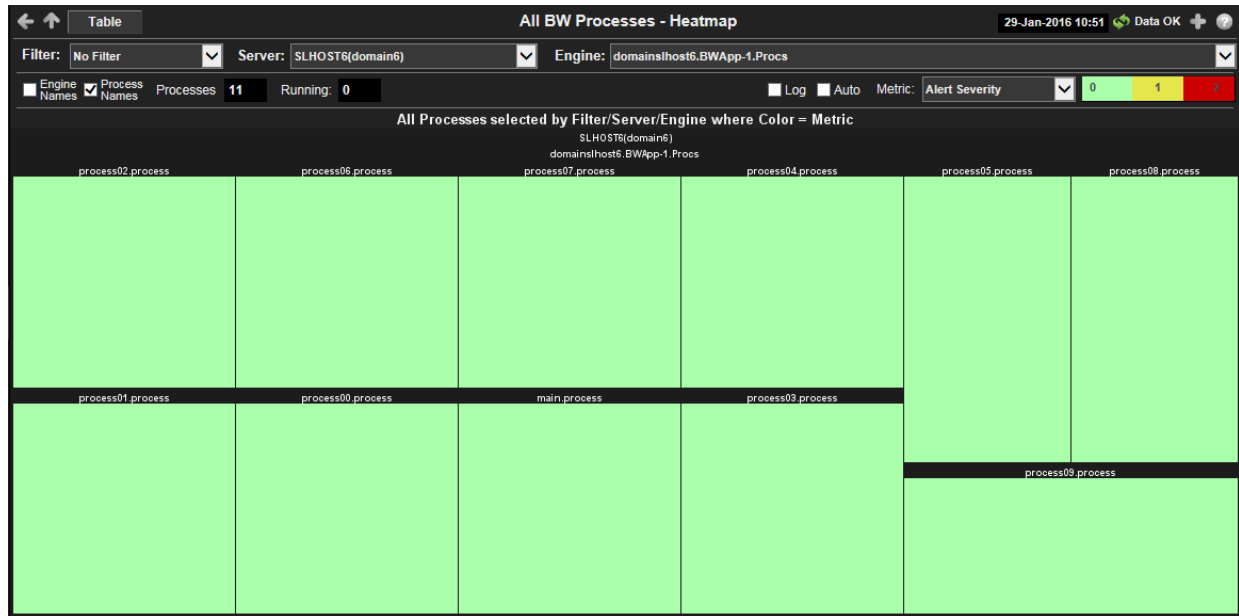 Table All BW Processes - Heatmap 29-Jan-2016 10:51 Data OK
Filter: No Filter Server: SLHOST6(domain6) Engine: domainslhost6.BWApp-1.Procs
Engine Names Process Names Processes 11 Running: 0 Log Auto Metric: Alert Severity 0 1 2
All Processes selected by Filter/Server/Engine where Color = Metric
SLHOST6(domain6)
domainslhost6.BWApp-1.Procs
process02.process process06.process process07.process process04.process process05.process process08.process
process01.process process00.process main.process process03.process
process09.process